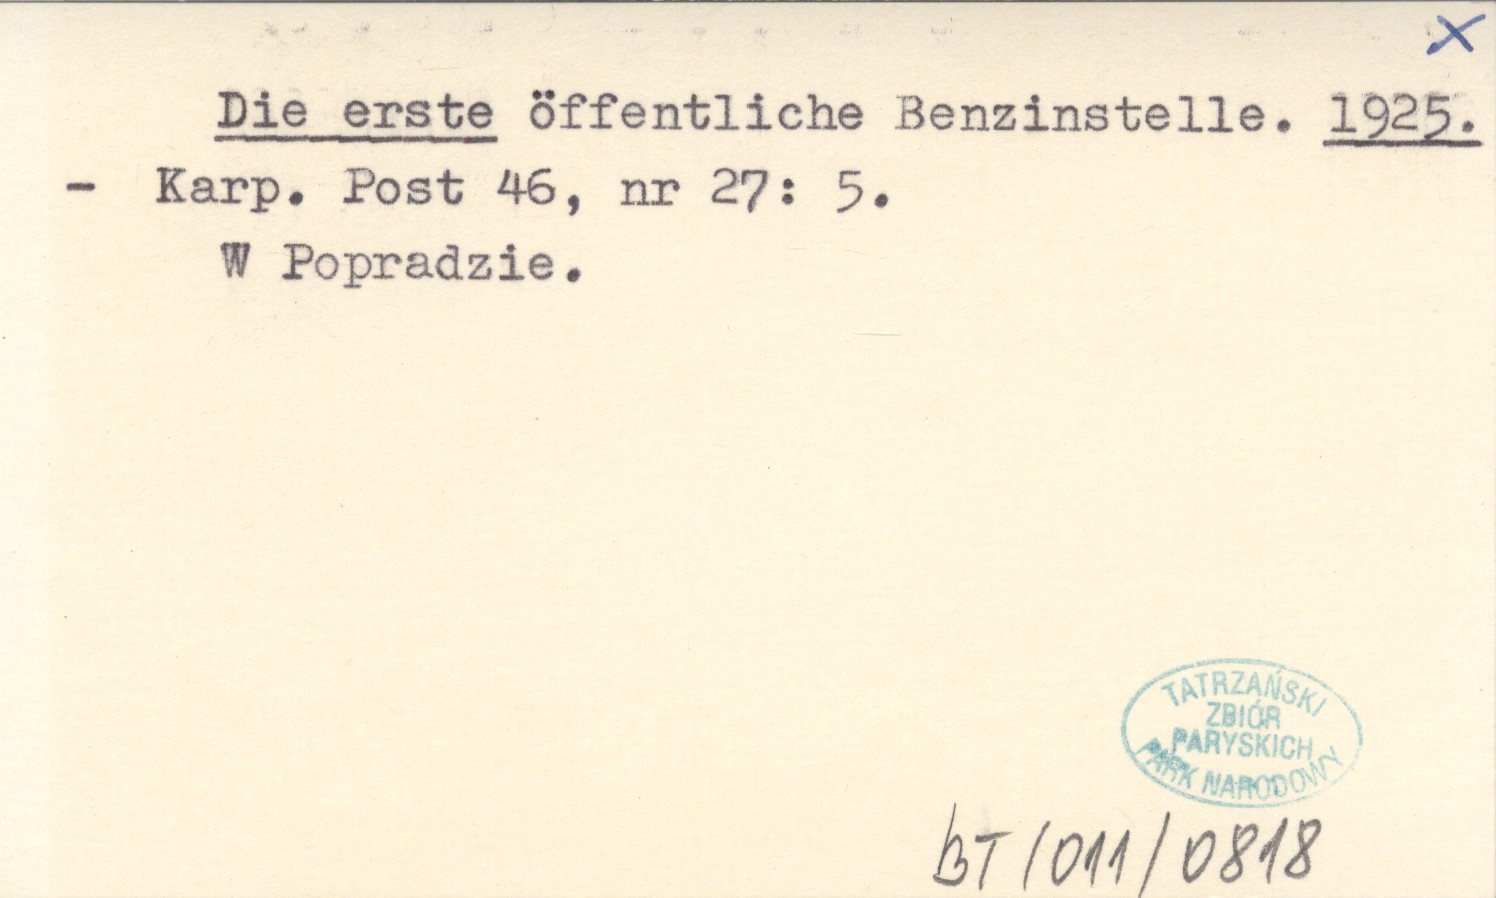 X
Die erste öffentliche Benzinstelle. 1925.
- Karp. Post 46, nr 27: 5.
W Popradzie.
TATRZAŃSKI
ZBIÓR
PARYSKICH
PARK NARODOWY
BT/011/0818